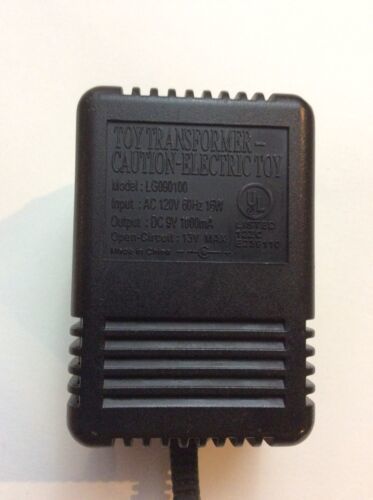 TOY TRANSFORMER -
CAUTION-ELECTRIC TOY
Model : LG090100
Input : AC 120V 60Hz 15W
Output : DC 9V 1000mA
Open-Circuit : 13V MAX
Made in China
UL
LISTED